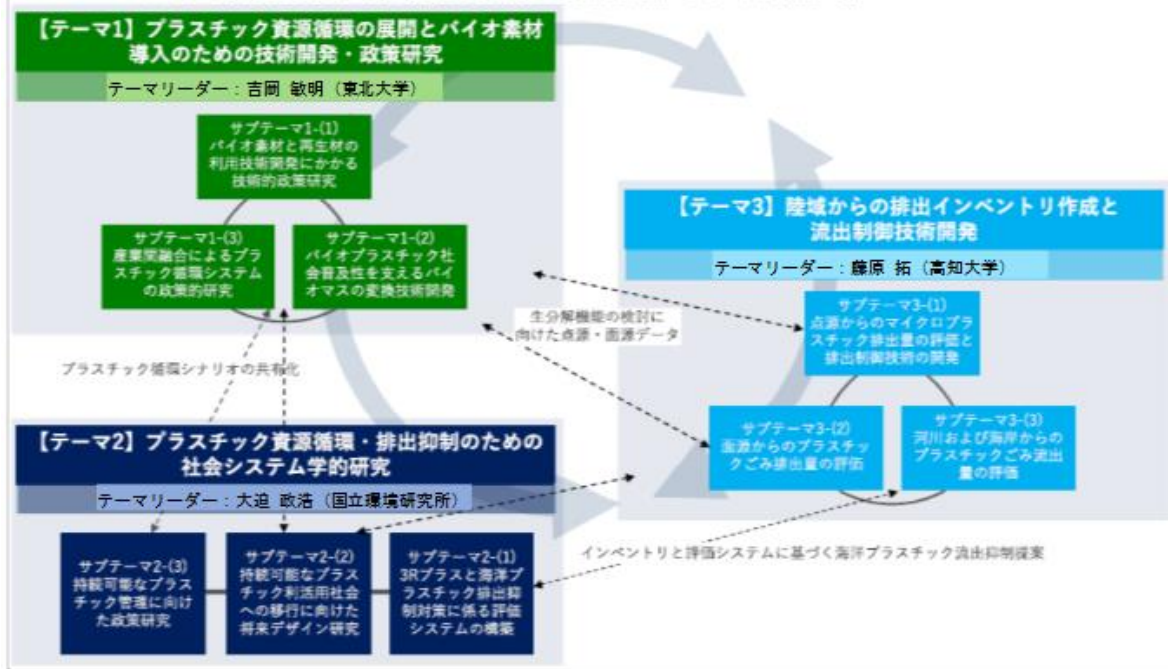 【テーマ1】プラスチック資源循環の展開とバイオ素材
導入のための技術開発・政策研究
テーマリーダー：吉岡 敏明（東北大学）
サブテーマ1-(1)
バイオ素材と再生材の
利用技術開発にかかる
技術的政策研究
サブテーマ1-(3)
産業間融合によるプラ
スチック循環システム
の政策的研究
サブテーマ1-(2)
バイオプラスチック社
会普及性を支えるバイ
オマスの変換技術開発
【テーマ3】陸域からの排出インベントリ作成と
流出制御技術開発
テーマリーダー：藤原 拓（高知大学）
サブテーマ3-(1)
点源からのマイクロプラ
スチック排出量の評価と
排出制御技術の開発
サブテーマ3-(2)
面源からのプラスチッ
クごみ排出量の評価
サブテーマ3-(3)
河川および海岸からの
プラスチックごみ流出
量の評価
生分解機能の検討に
向けた点源・面源データ
プラスチック循環シナリオの共有化
【テーマ2】プラスチック資源循環・排出抑制のための
社会システム学的研究
テーマリーダー：大迫 政浩（国立環境研究所）
サブテーマ2-(3)
持続可能なプラス
チック管理に向け
た政策研究
サブテーマ2-(2)
持続可能なプラス
チック利活用社会
への移行に向けた
将来デザイン研究
サブテーマ2-(1)
3Rプラスと海洋プ
ラスチック排出抑
制対策に係る評価
システムの構築
インベントリと評価システムに基づく海洋プラスチック流出抑制提案